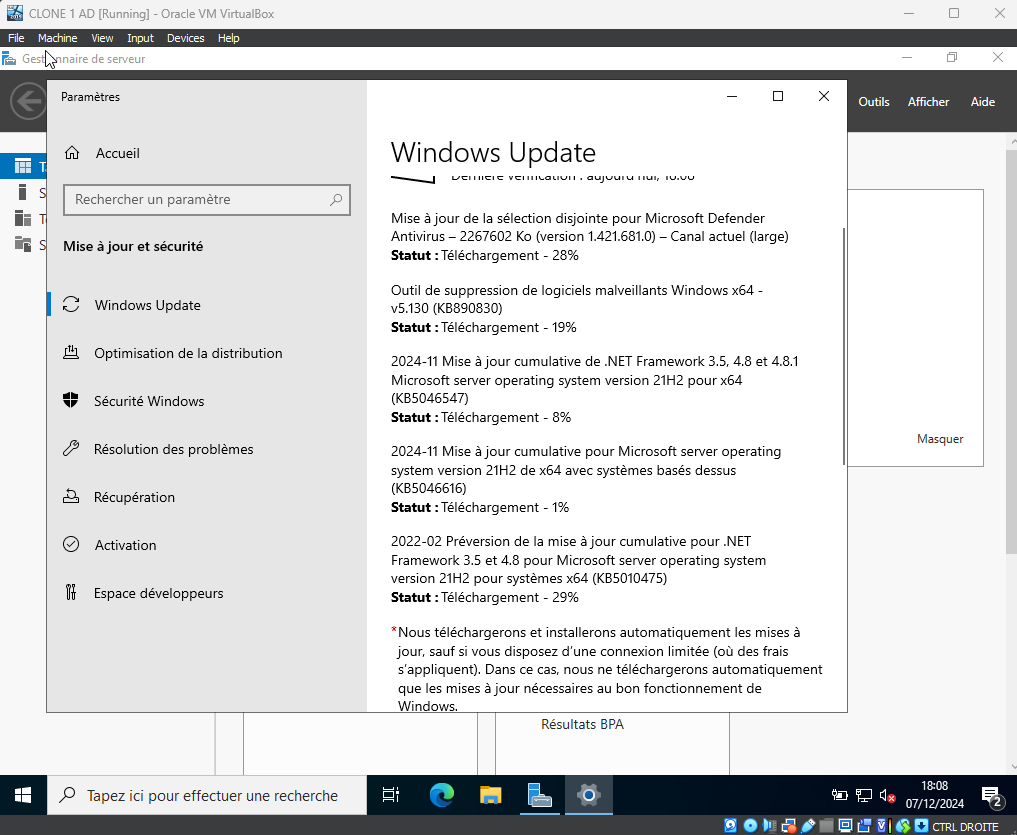 CLONE 1 AD [Running] - Oracle VM VirtualBox
File Machine View Input Devices Help
Gestionnaire de serveur
Outils Afficher Aide
Paramètres
Accueil
Rechercher un paramètre
Mise à jour et sécurité
Windows Update
Optimisation de la distribution
Sécurité Windows
Résolution des problèmes
Récupération
Activation
Espace développeurs
Windows Update
Dernière vérification : aujourd'hui, 18:06
Mise à jour de la sélection disjointe pour Microsoft Defender
Antivirus – 2267602 Ko (version 1.421.681.0) – Canal actuel (large)
Statut : Téléchargement - 28%
Outil de suppression de logiciels malveillants Windows x64 -
v5.130 (KB890830)
Statut : Téléchargement - 19%
2024-11 Mise à jour cumulative de .NET Framework 3.5, 4.8 et 4.8.1
Microsoft server operating system version 21H2 pour x64
(KB5046547)
Statut : Téléchargement - 8%
2024-11 Mise à jour cumulative pour Microsoft server operating
system version 21H2 de x64 avec systèmes basés dessus
(KB5046616)
Statut : Téléchargement - 1%
2022-02 Préversion de la mise à jour cumulative pour .NET
Framework 3.5 et 4.8 pour Microsoft server operating system
version 21H2 pour systèmes x64 (KB5010475)
Statut : Téléchargement - 29%
*Nous téléchargerons et installerons automatiquement les mises à
jour, sauf si vous disposez d'une connexion limitée (où des frais
s'appliquent). Dans ce cas, nous ne téléchargerons automatiquement
que les mises à jour nécessaires au bon fonctionnement de
Windows.
Masquer
Résultats BPA
Tapez ici pour effectuer une recherche
18:08
07/12/2024
2
CTRL DROITE